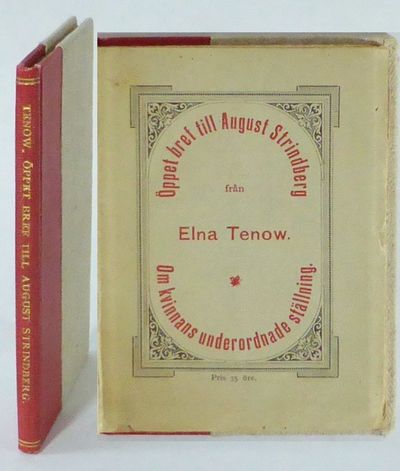 TENOW, ÖPPET BREF TILL AUGUST STRINDBERG.
Öppet bref till August Strindberg
från
Elna Tenow.
Om kvinnans underordnade ställning.
Pris 25 öre.